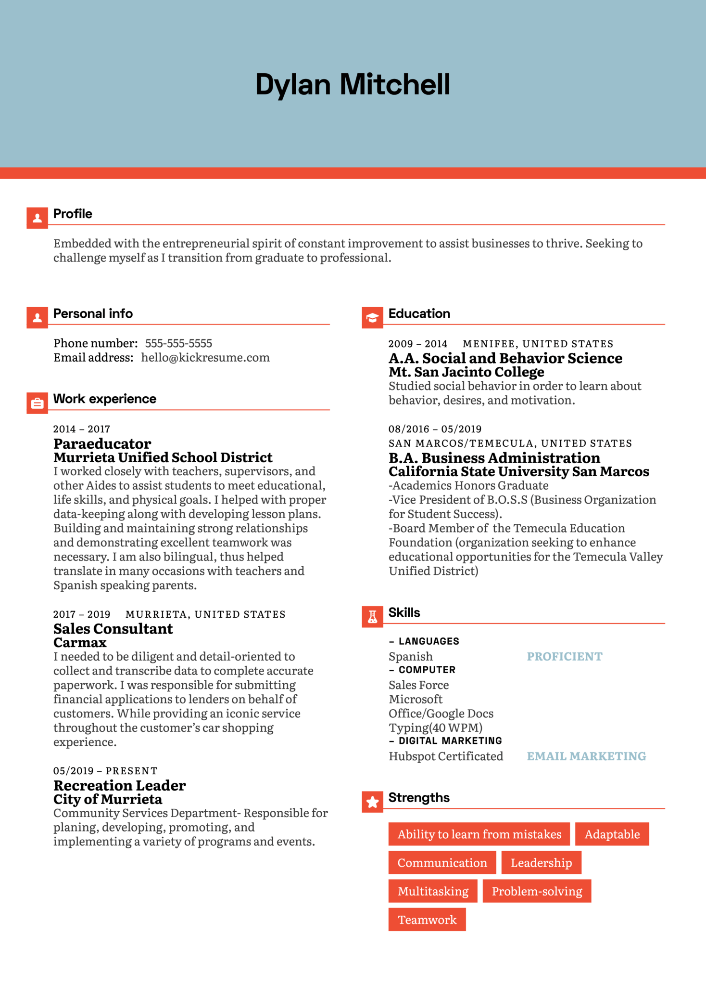 Dylan Mitchell
Profile
Embedded with the entrepreneurial spirit of constant improvement to assist businesses to thrive. Seeking to
challenge myself as I transition from graduate to professional.
Personal info
Phone number: 555-555-5555
Email address: hello@kickresume.com
Work experience
2014 – 2017
Paraeducator
Murrieta Unified School District
I worked closely with teachers, supervisors, and
other Aides to assist students to meet educational,
life skills, and physical goals. I helped with proper
data-keeping along with developing lesson plans.
Building and maintaining strong relationships
and demonstrating excellent teamwork was
necessary. I am also bilingual, thus helped
translate in many occasions with teachers and
Spanish speaking parents.
2017 – 2019 MURRIETA, UNITED STATES
Sales Consultant
Carmax
I needed to be diligent and detail-oriented to
collect and transcribe data to complete accurate
paperwork. I was responsible for submitting
financial applications to lenders on behalf of
customers. While providing an iconic service
throughout the customer’s car shopping
experience.
05/2019 – PRESENT
Recreation Leader
City of Murrieta
Community Services Department- Responsible for
planing, developing, promoting, and
implementing a variety of programs and events.
Education
2009 – 2014 MENIFEE, UNITED STATES
A.A. Social and Behavior Science
Mt. San Jacinto College
Studied social behavior in order to learn about
behavior, desires, and motivation.
08/2016 – 05/2019
SAN MARCOS/TEMECULA, UNITED STATES
B.A. Business Administration
California State University San Marcos
-Academics Honors Graduate
-Vice President of B.O.S.S (Business Organization
for Student Success).
-Board Member of the Temecula Education
Foundation (organization seeking to enhance
educational opportunities for the Temecula Valley
Unified District)
Skills
– LANGUAGES
Spanish PROFICIENT
– COMPUTER
Sales Force
Microsoft
Office/Google Docs
Typing(40 WPM)
– DIGITAL MARKETING
Hubspot Certificated EMAIL MARKETING
Strengths
Ability to learn from mistakes Adaptable
Communication Leadership
Multitasking Problem-solving
Teamwork